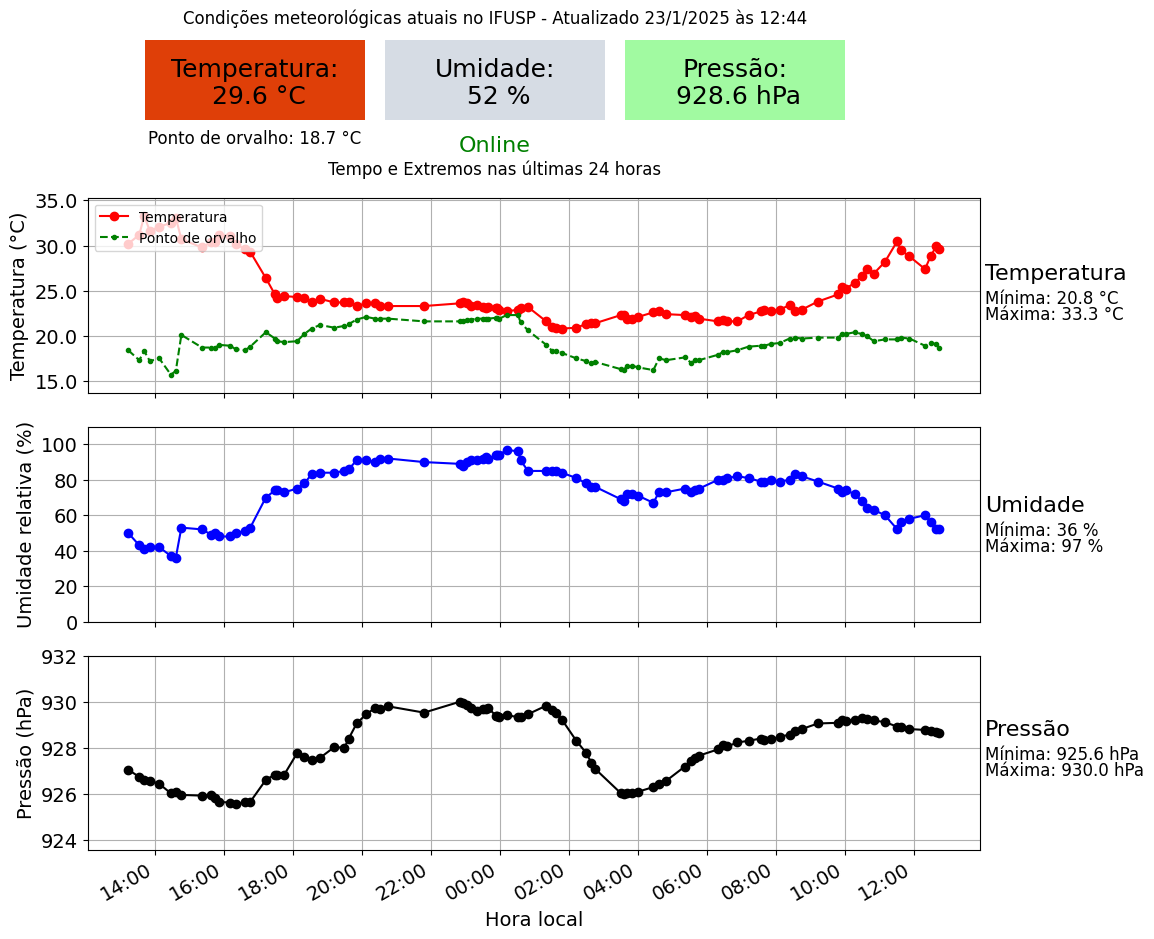 Condições meteorológicas atuais no IFUSP - Atualizado 23/1/2025 às 12:44
Temperatura:
29.6 °C
Umidade:
52 %
Pressão:
928.6 hPa
Ponto de orvalho: 18.7 °C
Online
Tempo e Extremos nas últimas 24 horas
Temperatura (°C)
35.0
30.0
25.0
20.0
15.0
Temperatura
Ponto de orvalho
Temperatura
Mínima: 20.8 °C
Máxima: 33.3 °C
Umidade relativa (%)
100
80
60
40
20
0
Umidade
Mínima: 36 %
Máxima: 97 %
Pressão (hPa)
932
930
928
926
924
Pressão
Mínima: 925.6 hPa
Máxima: 930.0 hPa
14:00
16:00
18:00
20:00
22:00
00:00
02:00
04:00
06:00
08:00
10:00
12:00
Hora local